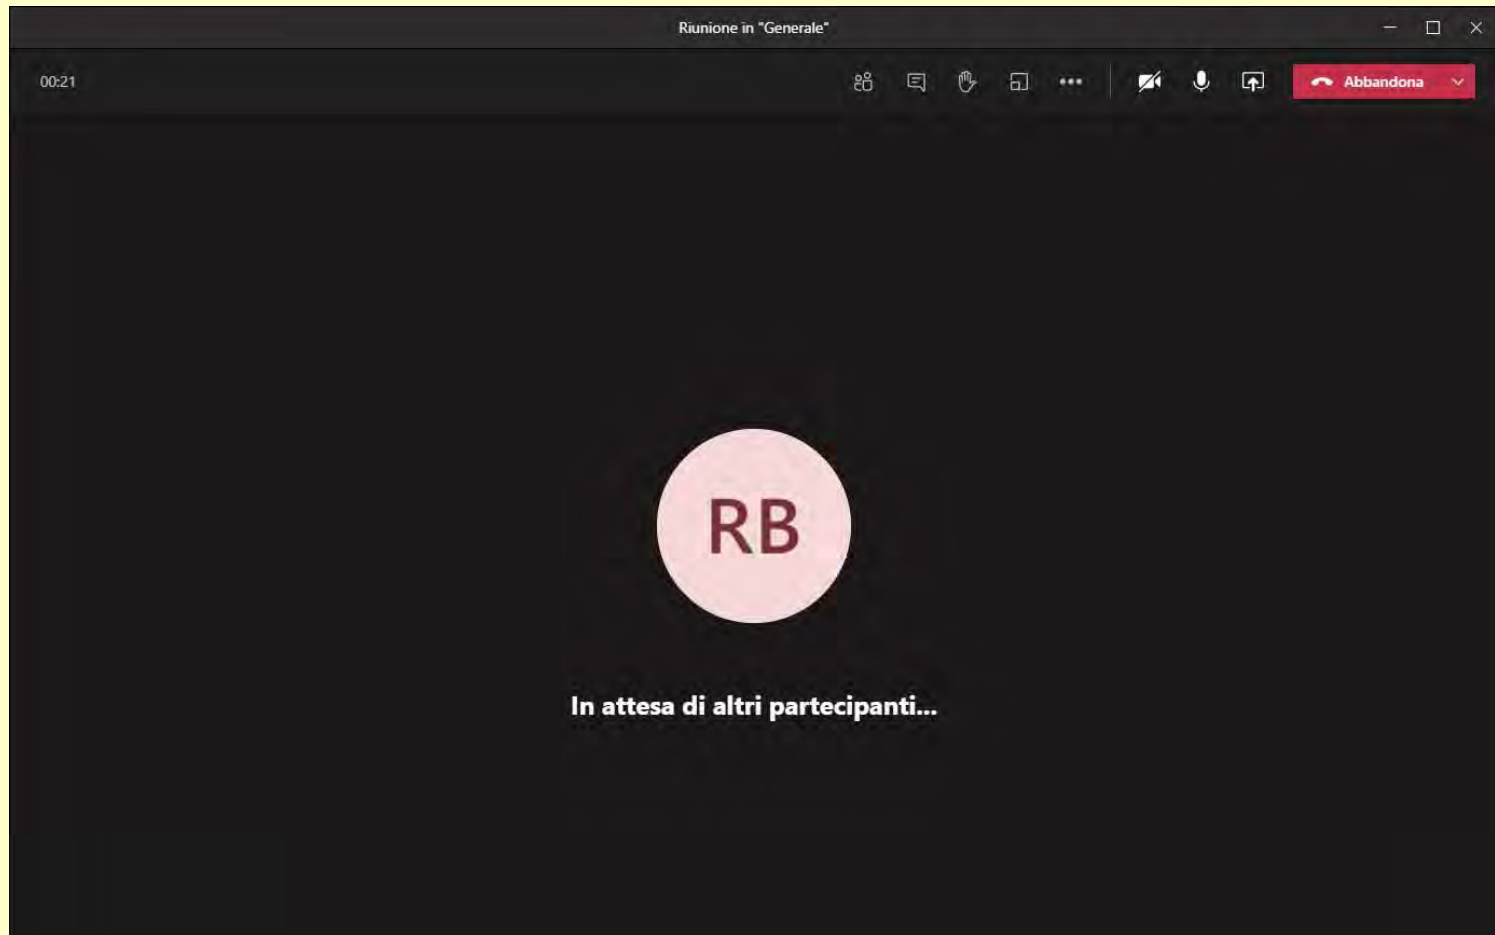 Riunione in "Generale"
00:21
Abbandona
RB
In attesa di altri partecipanti...